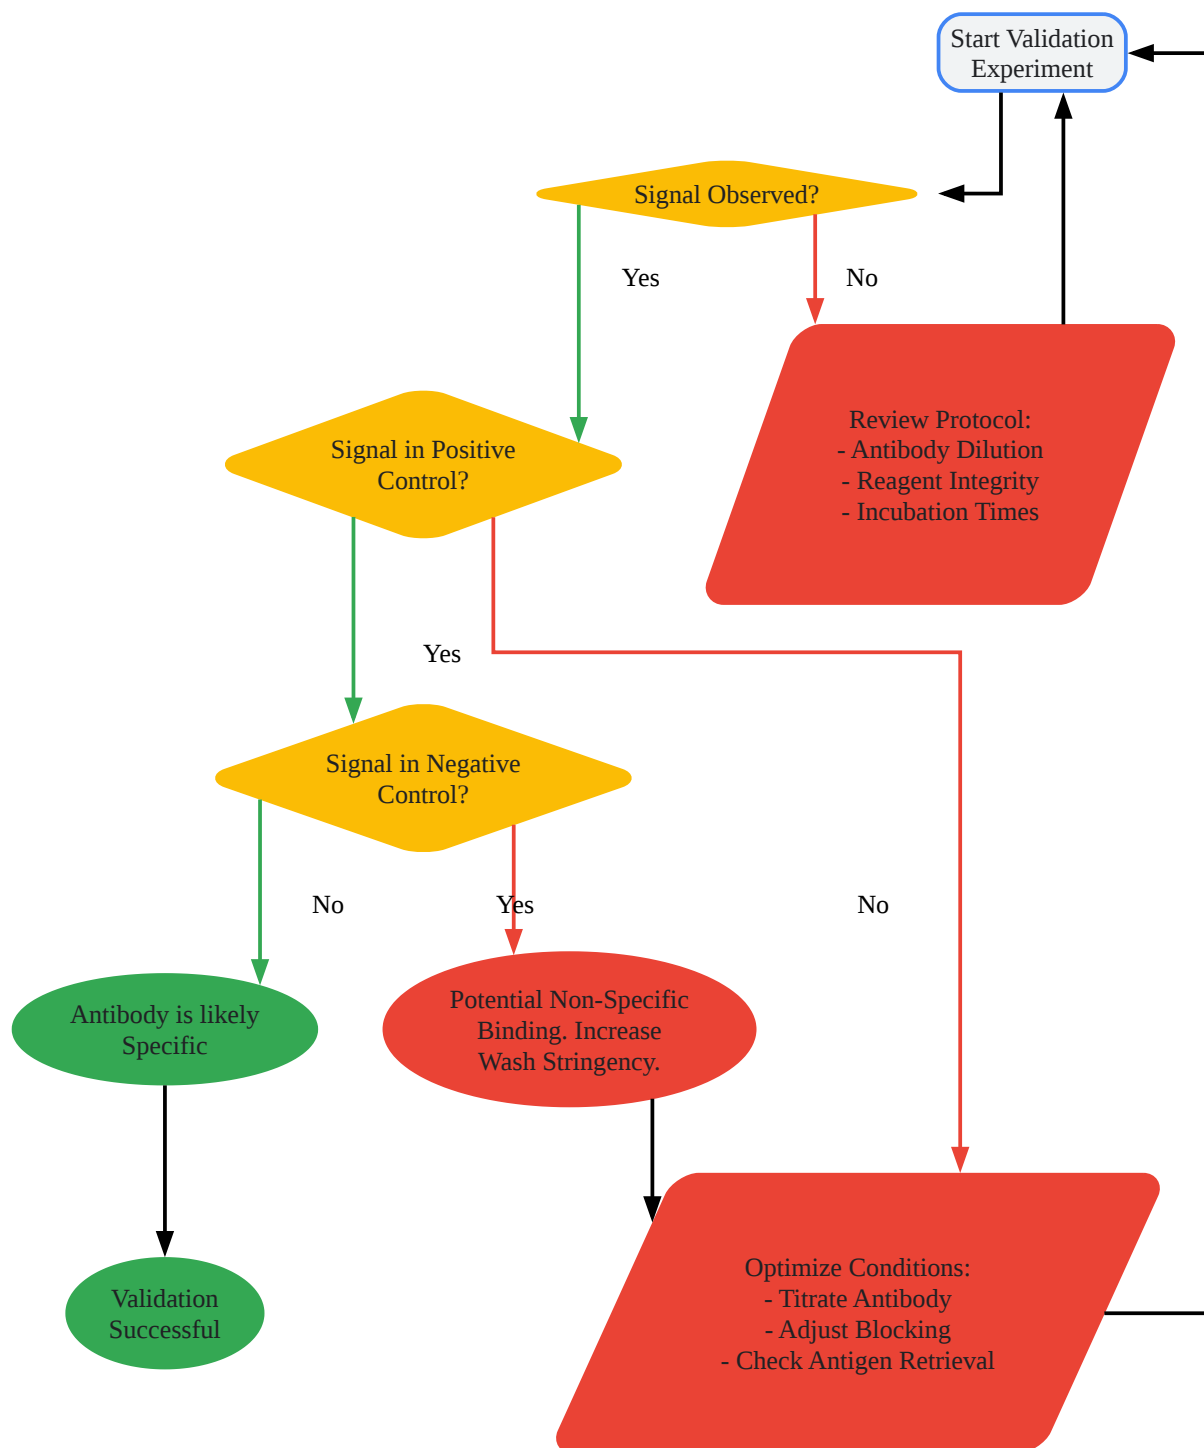 Start Validation
Experiment
Signal Observed?
Yes
No
Review Protocol:
- Antibody Dilution
- Reagent Integrity
- Incubation Times
Signal in Positive
Control?
Yes
Signal in Negative
Control?
No
Yes
No
Antibody is likely
Specific
Potential Non-Specific
Binding. Increase
Wash Stringency.
Validation
Successful
Optimize Conditions:
- Titrate Antibody
- Adjust Blocking
- Check Antigen Retrieval